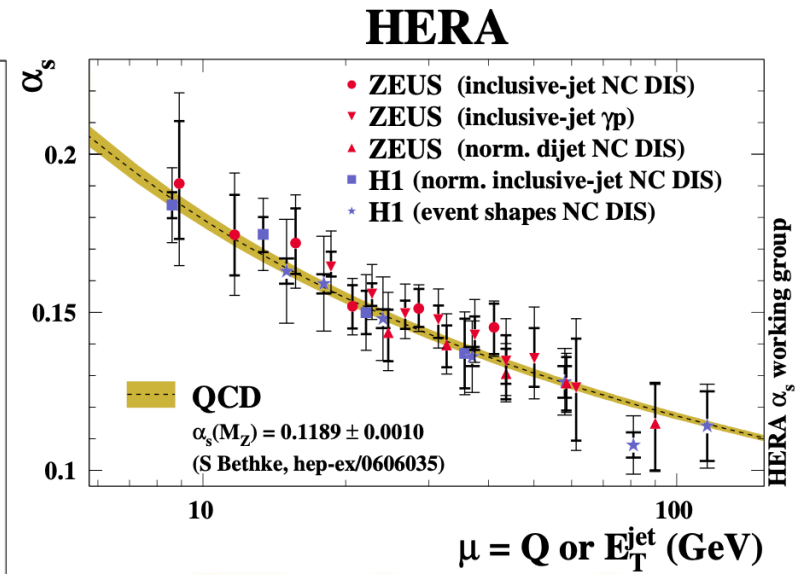 HERA
αs
ZEUS (inclusive-jet NC DIS)
ZEUS (inclusive-jet γp)
ZEUS (norm. dijet NC DIS)
H1 (norm. inclusive-jet NC DIS)
H1 (event shapes NC DIS)
0.2
0.15
0.1
QCD
αs(MZ) = 0.1189 ± 0.0010
(S Bethke, hep-ex/0606035)
HERA αs working group
10
100
μ = Q or ETjet (GeV)